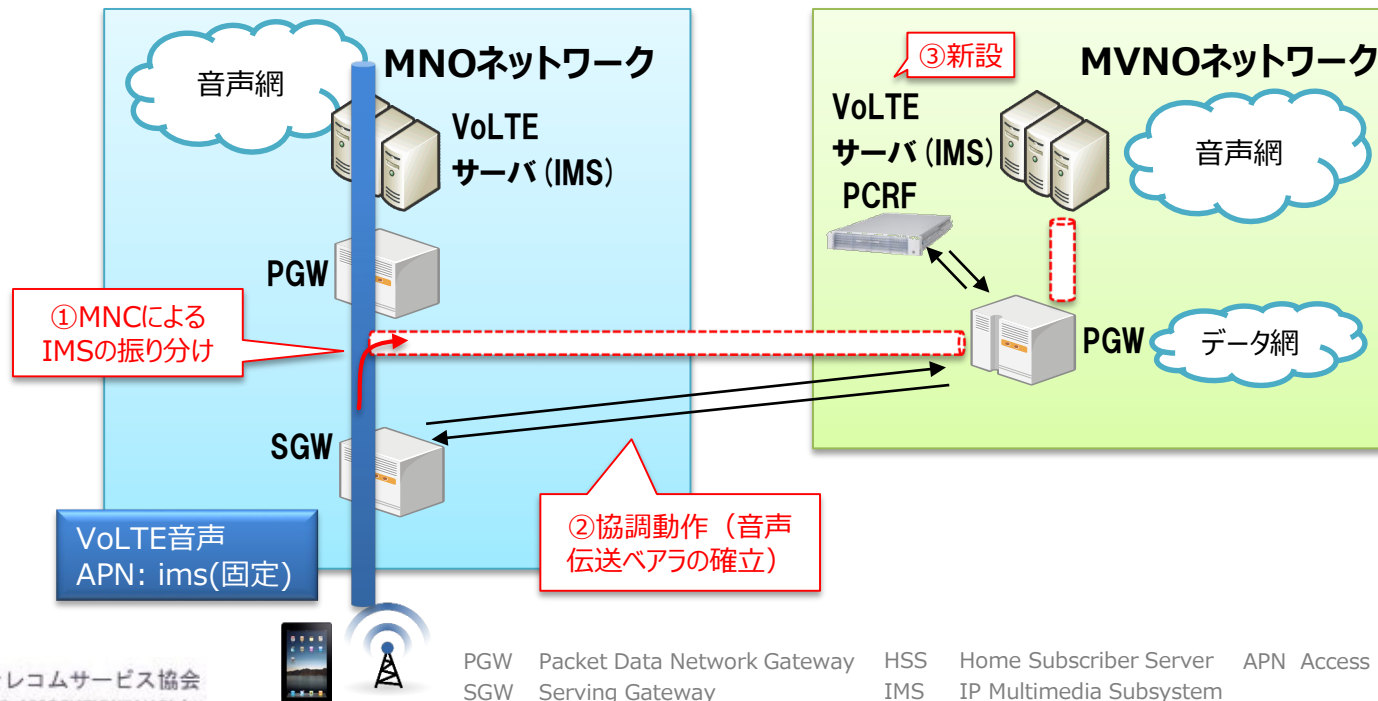 MNOネットワーク
音声網
VoLTE
サーバ(IMS)
PGW
①MNCによる
IMSの振り分け
SGW
VoLTE音声
APN: ims(固定)
②協調動作（音声
伝送ベアラの確立）
③新設
MVNOネットワーク
VoLTE
サーバ(IMS)
PCRF
音声網
PGW
データ網
PGW Packet Data Network Gateway
SGW Serving Gateway
HSS Home Subscriber Server
IMS IP Multimedia Subsystem
APN Access
レコムサービス協会